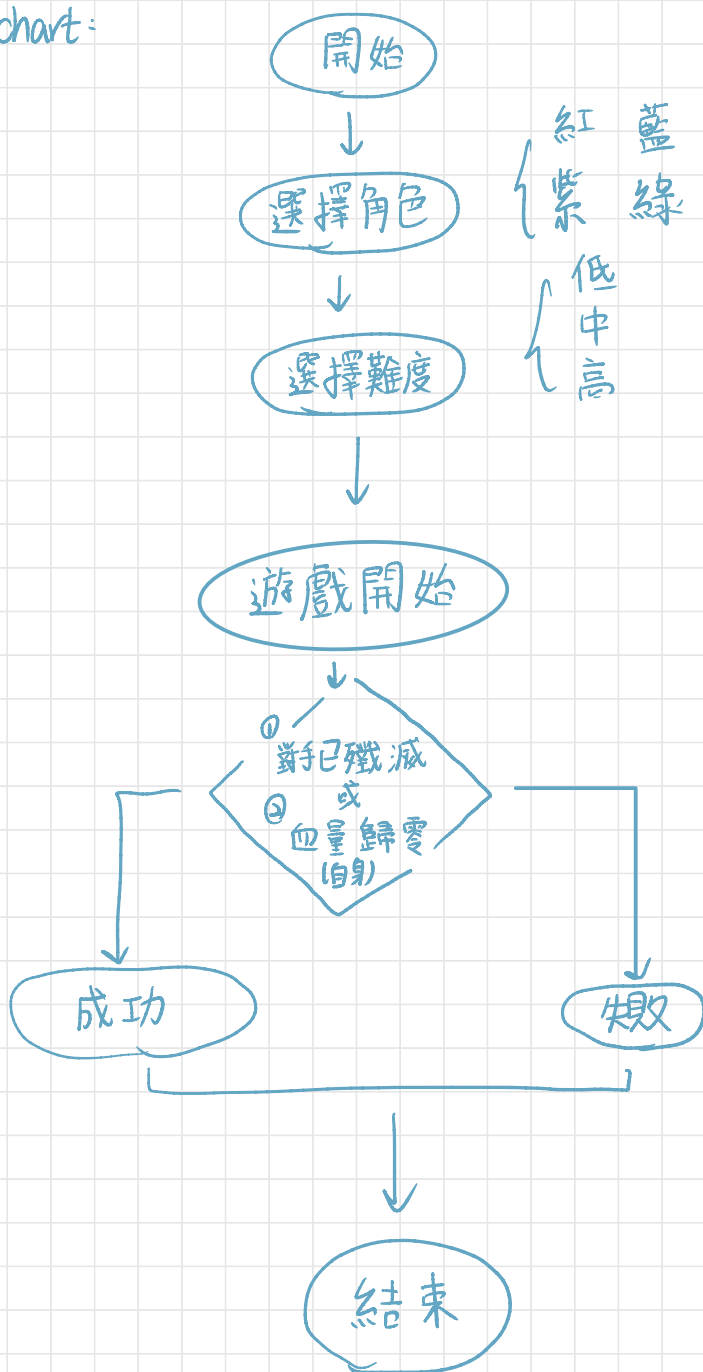 chart:
開始
紅 藍
選擇角色
紫 綠
低
中
選擇難度
高
遊戲開始
①
對手已殲滅
或
②
血量歸零
(自身)
成功
失敗
結束